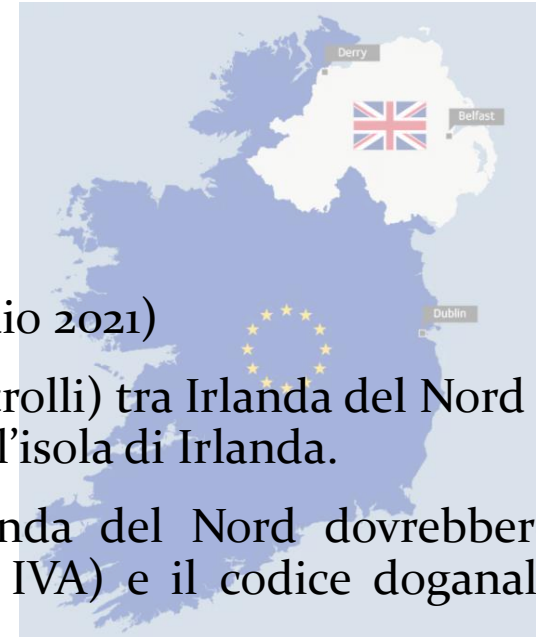 Derry
Belfast
io 2021)
Dublin
trolli) tra Irlanda del Nord
l'isola di Irlanda.
nda del Nord dovrebber
IVA) e il codice doganal